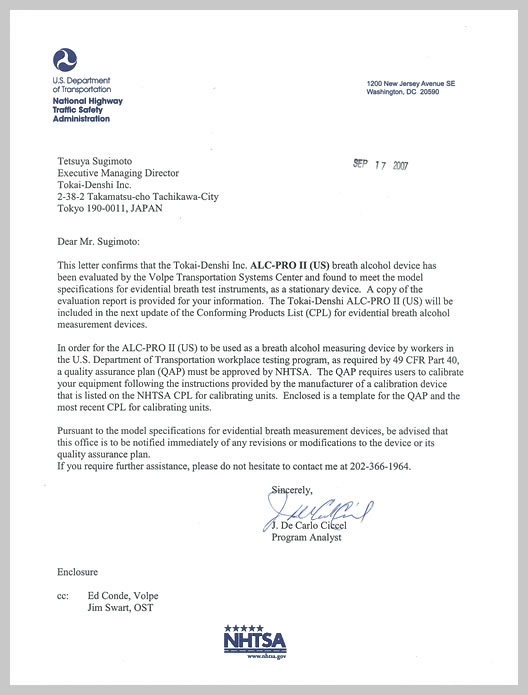 U.S. Department
of Transportation
National Highway
Traffic Safety
Administration
1200 New Jersey Avenue SE
Washington, DC 20590
SEP 17 2007
Tetsuya Sugimoto
Executive Managing Director
Tokai-Denshi Inc.
2-38-2 Takamatsu-cho Tachikawa-City
Tokyo 190-0011, JAPAN
Dear Mr. Sugimoto:
This letter confirms that the Tokai-Denshi Inc. ALC-PRO II (US) breath alcohol device has
been evaluated by the Volpe Transportation Systems Center and found to meet the model
specifications for evidential breath test instruments, as a stationary device. A copy of the
evaluation report is provided for your information. The Tokai-Denshi ALC-PRO II (US) will be
included in the next update of the Conforming Products List (CPL) for evidential breath alcohol
measurement devices.
In order for the ALC-PRO II (US) to be used as a breath alcohol measuring device by workers in
the U.S. Department of Transportation workplace testing program, as required by 49 CFR Part 40,
a quality assurance plan (QAP) must be approved by NHTSA. The QAP requires users to calibrate
your equipment following the instructions provided by the manufacturer of a calibration device
that is listed on the NHTSA CPL for calibrating units. Enclosed is a template for the QAP and the
most recent CPL for calibrating units.
Pursuant to the model specifications for evidential breath measurement devices, be advised that
this office is to be notified immediately of any revisions or modifications to the device or its
quality assurance plan.
If you require further assistance, please do not hesitate to contact me at 202-366-1964.
Sincerely,
J. De Carlo Ciccel
Program Analyst
Enclosure
cc: Ed Conde, Volpe
Jim Swart, OST
NHTSA
www.nhtsa.gov